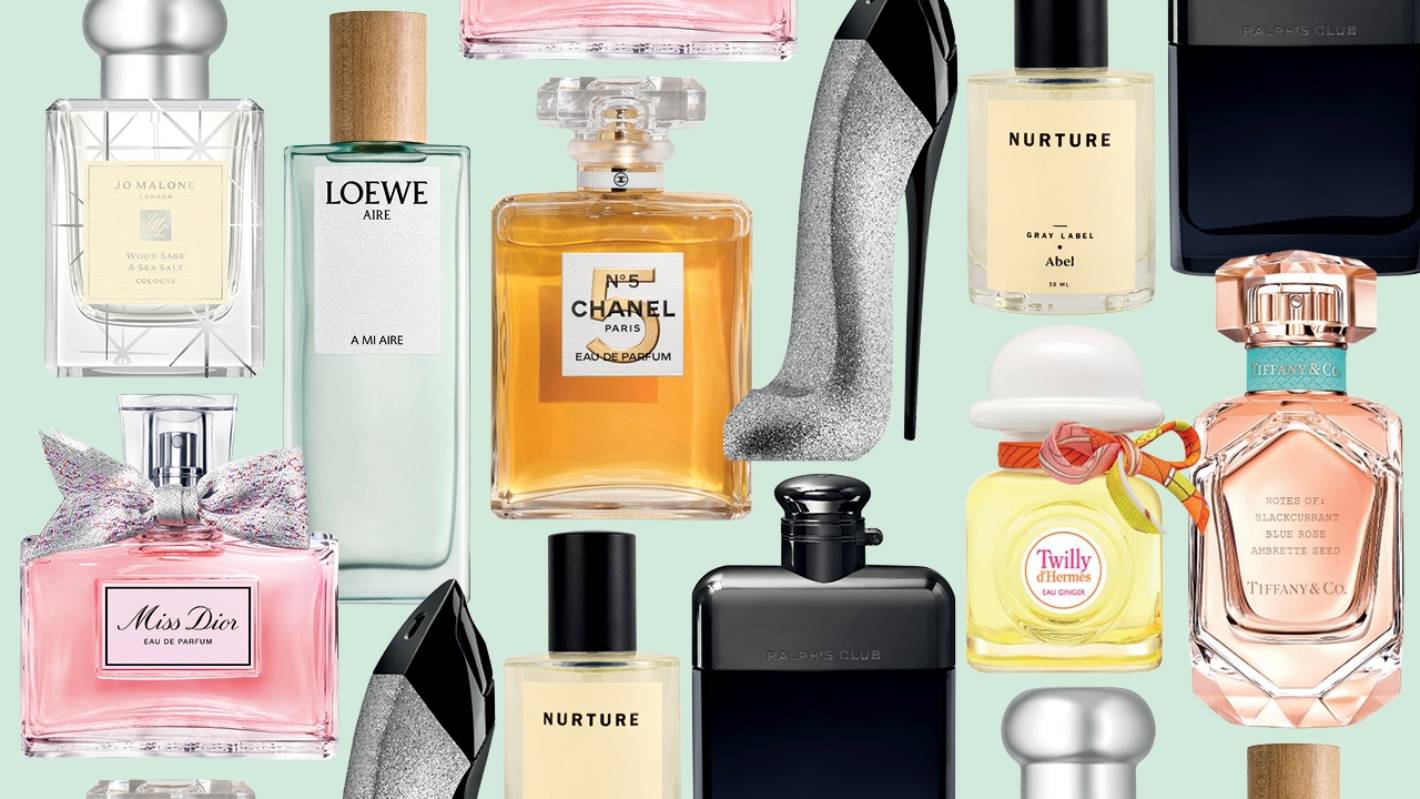 JO MALONE
LONDON
WOOD SAGE
& SEA SALT
COLOGNE
LOEWE
AIRE
A MI AIRE
5
N°5
CHANEL
PARIS
EAU DE PARFUM
NURTURE
GRAY LABEL
Abel
30 ML
RALPH'S CLUB
Miss Dior
EAU DE PARFUM
NURTURE
RALPH'S CLUB
Twilly
d'Hermès
EAU GINGER
TIFFANY & CO.
NOTES OF:
BLACKCURRANT
BLUE ROSE
AMBRETTE SEED
TIFFANY & CO.